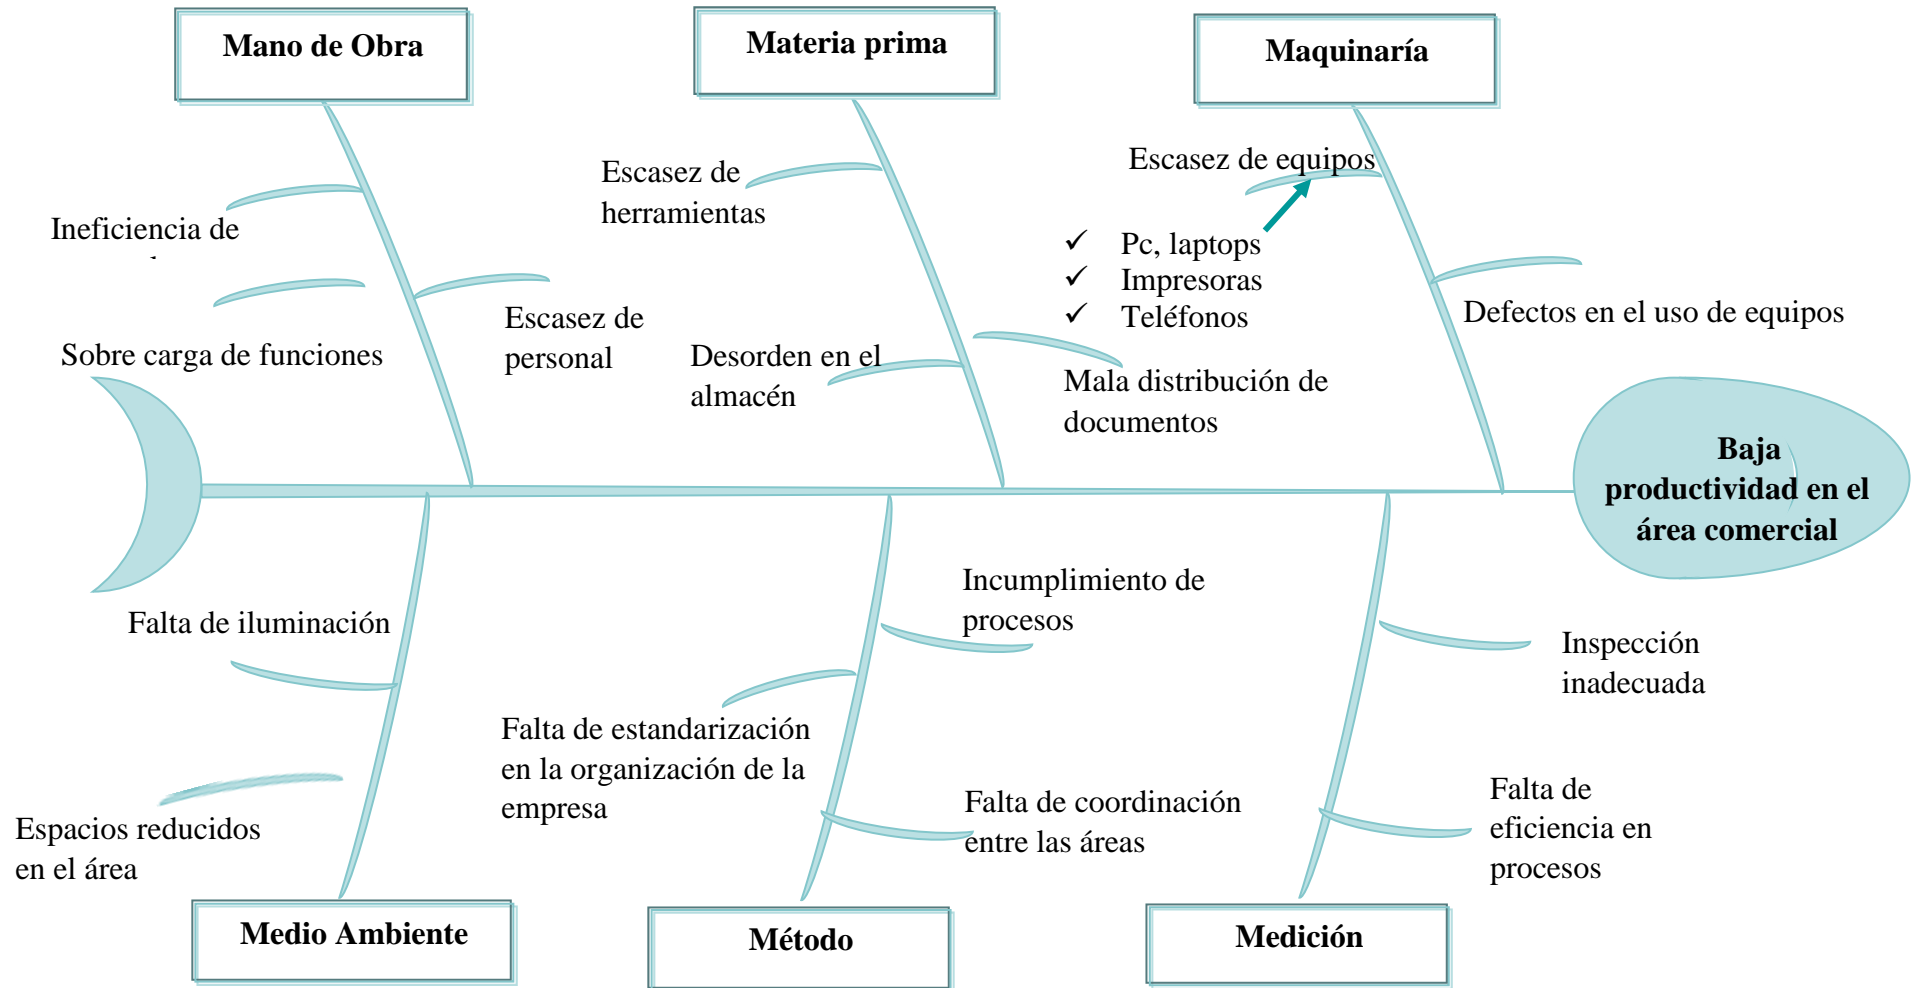 Mano de Obra
Materia prima
Maquinaría
Ineficiencia de
Sobre carga de funciones
Escasez de
personal
Escasez de
herramientas
Desorden en el
almacén
Mala distribución de
documentos
Escasez de equipos
✓ Pc, laptops
✓ Impresoras
✓ Teléfonos
Defectos en el uso de equipos
Baja
productividad en el
área comercial
Falta de iluminación
Espacios reducidos
en el área
Incumplimiento de
procesos
Falta de estandarización
en la organización de la
empresa
Falta de coordinación
entre las áreas
Inspección
inadecuada
Falta de
eficiencia en
procesos
Medio Ambiente
Método
Medición